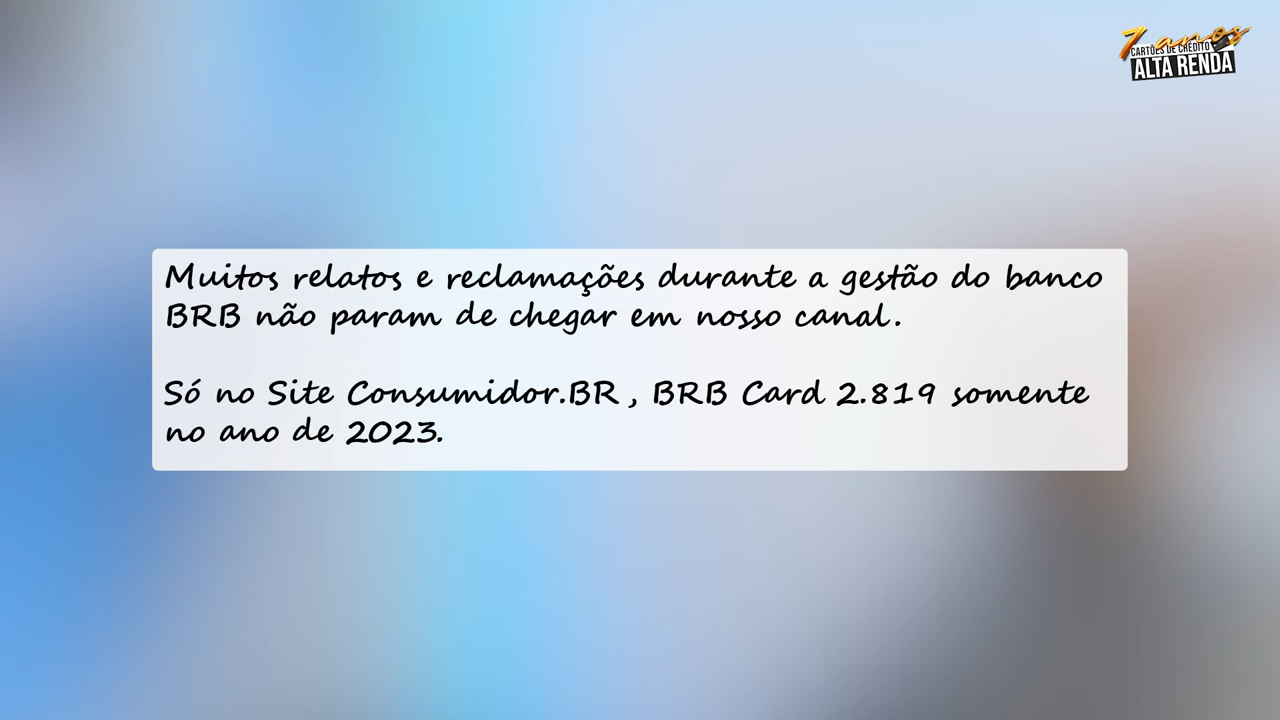 7 anos
CARTÕES DE CRÉDITO
ALTA RENDA
Muitos relatos e reclamações durante a gestão do banco
BRB não param de chegar em nosso canal.
Só no Site Consumidor.BR , BRB Card 2.819 somente
no ano de 2023.